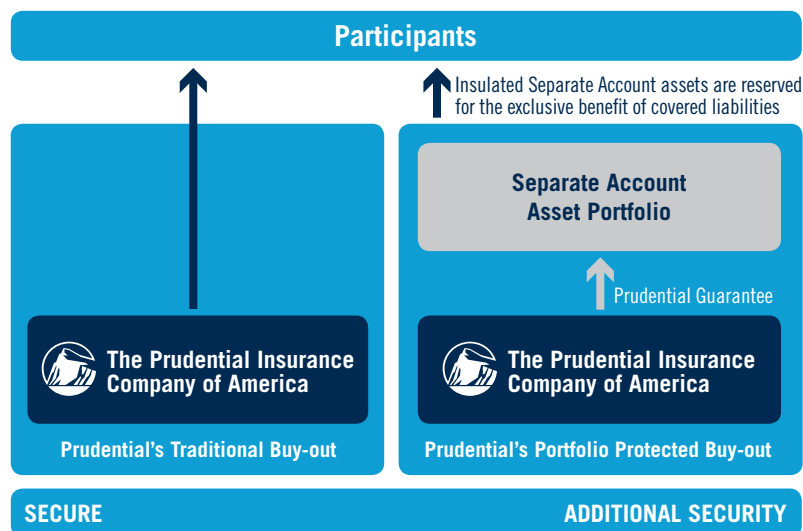 Participants
Insulated Separate Account assets are reserved
for the exclusive benefit of covered liabilities
Separate Account
Asset Portfolio
Prudential Guarantee
The Prudential Insurance
Company of America
The Prudential Insurance
Company of America
Prudential's Traditional Buy-out
Prudential's Portfolio Protected Buy-out
SECURE
ADDITIONAL SECURITY